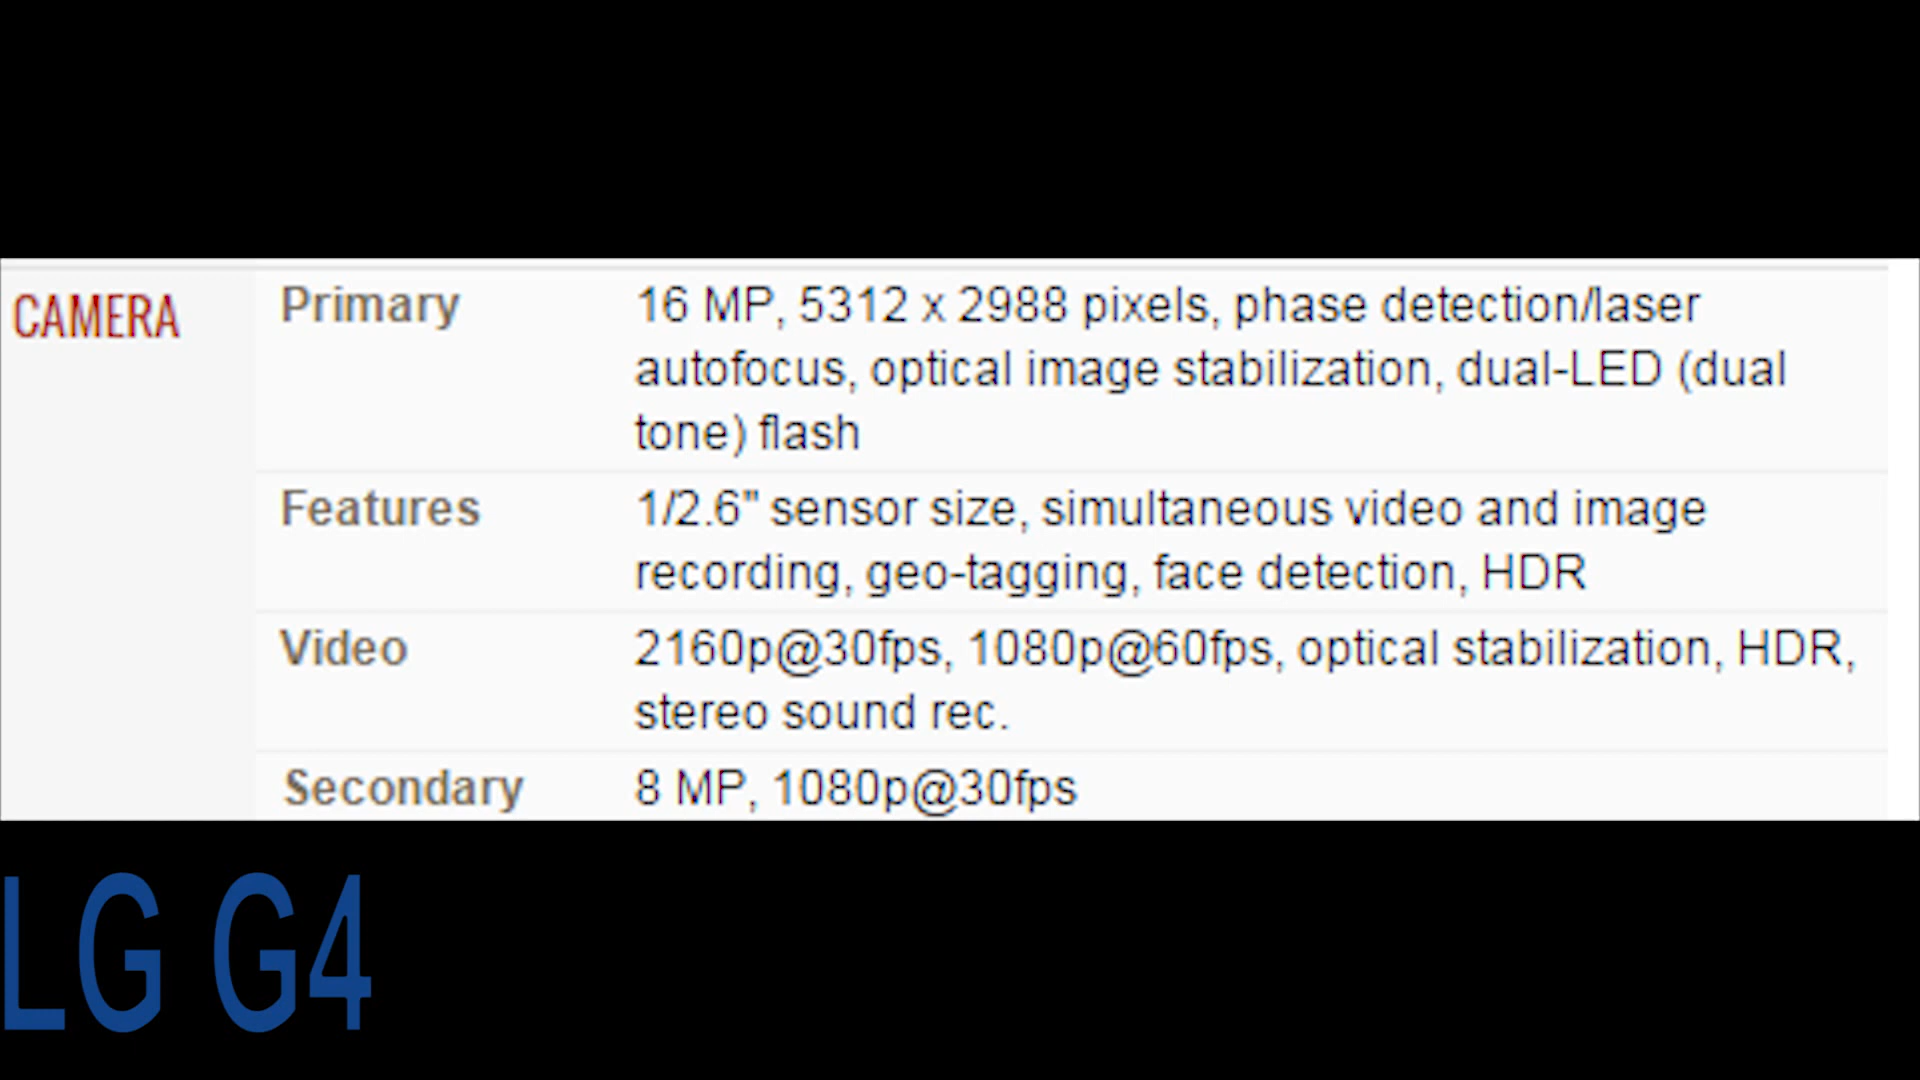 CAMERA
Primary
16 MP, 5312 x 2988 pixels, phase detection/laser
autofocus, optical image stabilization, dual-LED (dual
tone) flash
Features
1/2.6" sensor size, simultaneous video and image
recording, geo-tagging, face detection, HDR
Video
2160p@30fps, 1080p@60fps, optical stabilization, HDR,
stereo sound rec.
Secondary
8 MP, 1080p@30fps
LG G4